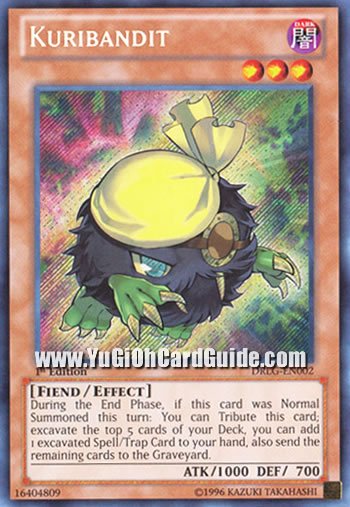 KURIBANDIT
DARK
闇
www.YuGiOhCardGuide.com
1st Edition
DRLG-EN002
[FIEND / EFFECT]
During the End Phase, if this card was Normal
Summoned this turn: You can Tribute this card;
excavate the top 5 cards of your Deck, you can add
1 excavated Spell/Trap Card to your hand, also send the
remaining cards to the Graveyard.
ATK/1000 DEF/ 700
16404809
©1996 KAZUKI TAKAHASHI